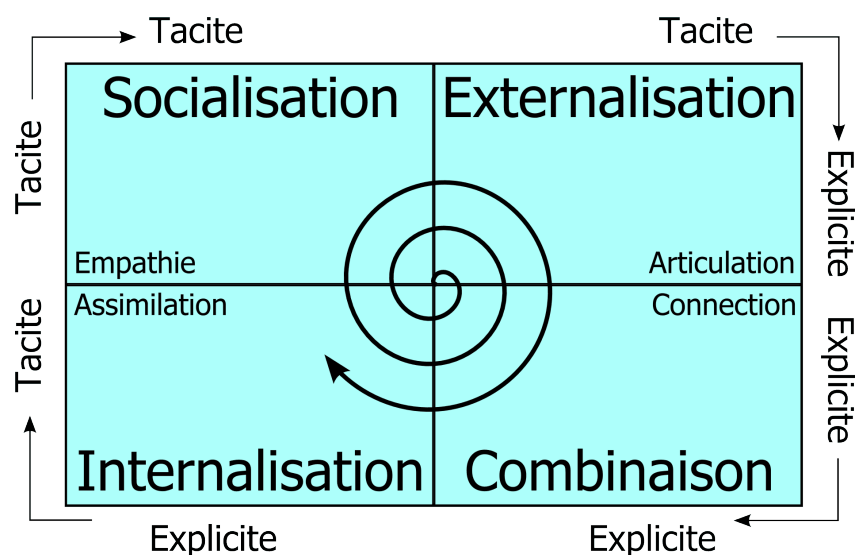 Tacite
Tacite
Socialisation
Externalisation
Tacite
Explicite
Empathie
Articulation
Assimilation
Connection
Tacite
Explicite
Internalisation
Combinaison
Explicite
Explicite